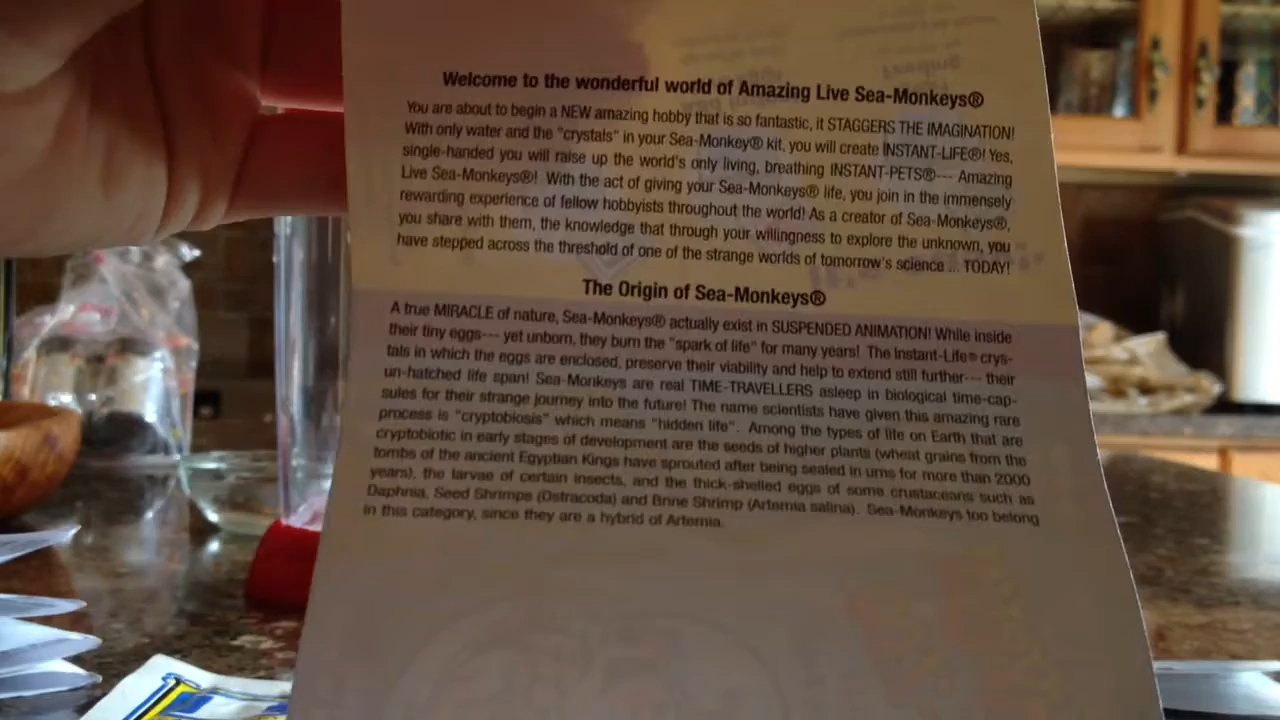 Welcome to the wonderful world of Amazing Live Sea-Monkeys®
You are about to begin a NEW amazing hobby that is so fantastic, it STAGGERS THE IMAGINATION!
With only water and the "crystals" in your Sea-Monkey® kit, you will create INSTANT-LIFE®! Yes,
single-handed you will raise up the world's only living, breathing INSTANT-PETS®--- Amazing
Live Sea-Monkeys®! With the act of giving your Sea-Monkeys® life, you join in the immensely
rewarding experience of fellow hobbyists throughout the world! As a creator of Sea-Monkeys®,
you share with them, the knowledge that through your willingness to explore the unknown, you
have stepped across the threshold of one of the strange worlds of tomorrow's science ... TODAY!
The Origin of Sea-Monkeys®
A true MIRACLE of nature, Sea-Monkeys® actually exist in SUSPENDED ANIMATION! While inside
their tiny eggs--- yet unborn, they burn the "spark of life" for many years! The Instant-Life® crys-
tals in which the eggs are enclosed, preserve their viability and help to extend still further--- their
un-hatched life span! Sea-Monkeys are real TIME-TRAVELLERS asleep in biological time-cap-
sules for their strange journey into the future! The name scientists have given this amazing rare
process is "cryptobiosis" which means "hidden life". Among the types of life on Earth that are
cryptobiotic in early stages of development are the seeds of higher plants (wheat grains from the
tombs of the ancient Egyptian Kings have sprouted after being sealed in urns for more than 2000
years), the larvae of certain insects, and the thick-shelled eggs of some crustaceans such as
Daphnia, Seed Shrimps (Ostracoda) and Brine Shrimp (Artemia salina). Sea-Monkeys too belong
in this category, since they are a hybrid of Artemia.